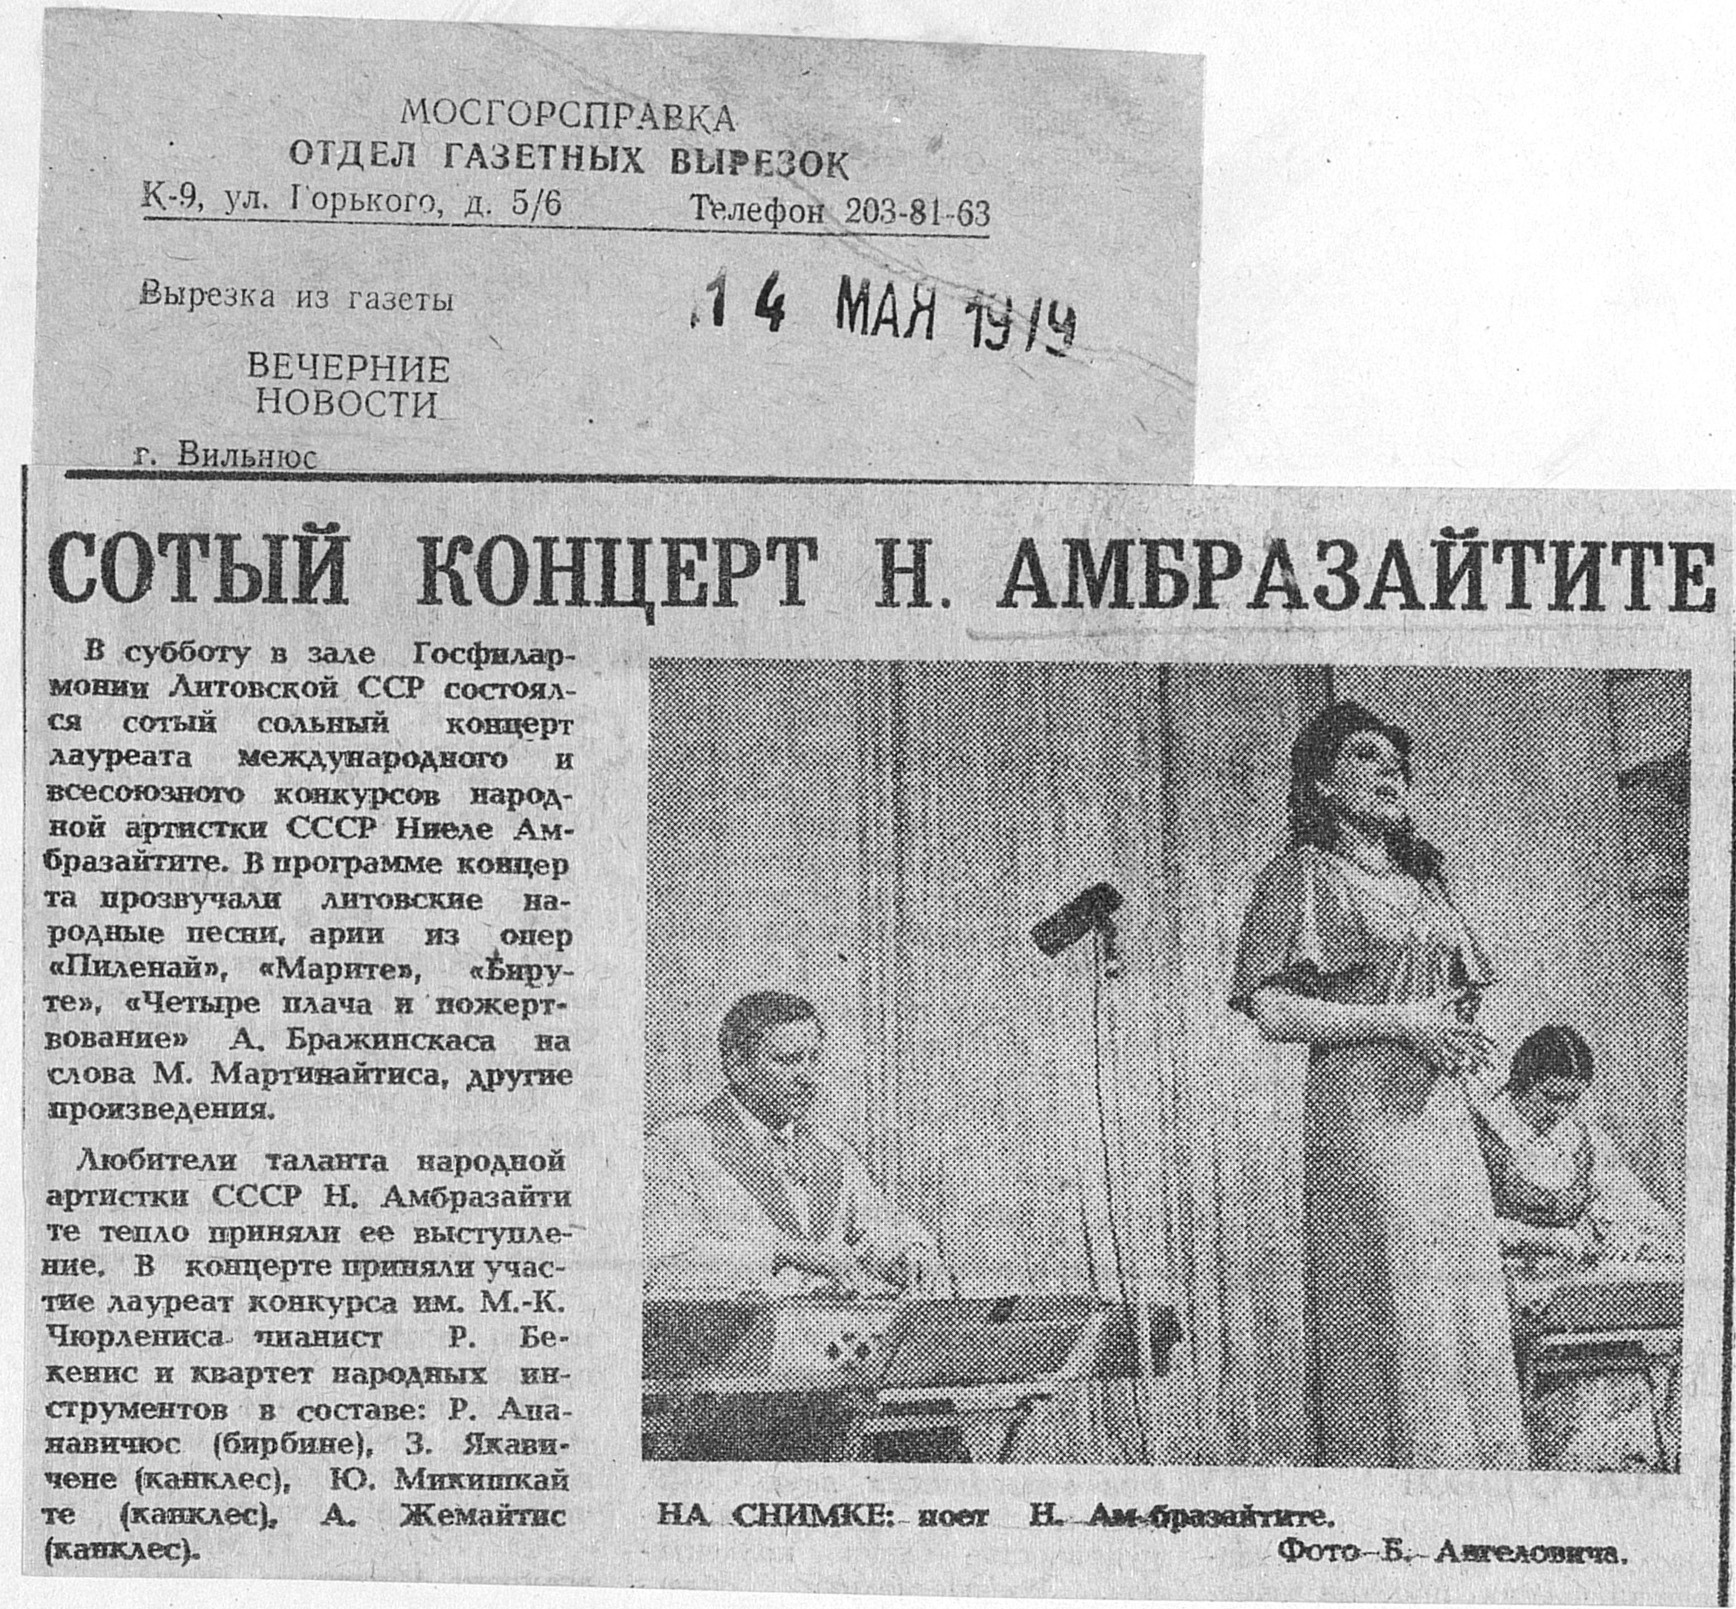 МОСГОРСПРАВКА
ОТДЕЛ ГАЗЕТНЫХ ВЫРЕЗОК
К-9, ул. Горького, д. 5/6 Телефон 203-81-63
Вырезка из газеты
14 МАЯ 1979
ВЕЧЕРНИЕ
НОВОСТИ
г. Вильнюс
СОТЫЙ КОНЦЕРТ Н. АМБРАЗАЙТИТЕ
В субботу в зале Госфилар-
монии Литовской ССР состоял-
ся сотый сольный концерт
лауреата международного и
всесоюзного конкурсов народ-
ной артистки СССР Ниеле Ам-
бразайтите. В программе концер
та прозвучали литовские на-
родные песни, арии из опер
«Пиленай», «Марите», «Биру-
те», «Четыре плача и пожерт-
вование» А. Бражинскаса на
слова М. Мартинайтиса, другие
произведения.
Любители таланта народной
артистки СССР Н. Амбразайти
те тепло приняли ее выступле-
ние. В концерте приняли учас-
тие лауреат конкурса им. М.-К.
Чюрлениса пианист Р. Бе-
кенис и квартет народных ин-
струментов в составе: Р. Апа-
навичюс (бирбине), З. Якави-
чене (канклес), Ю. Микишкай
те (канклес), А. Жемайтис
(канклес).
НА СНИМКЕ: поет Н. Ам-бразайтите.
Фото Б. Ангеловича.